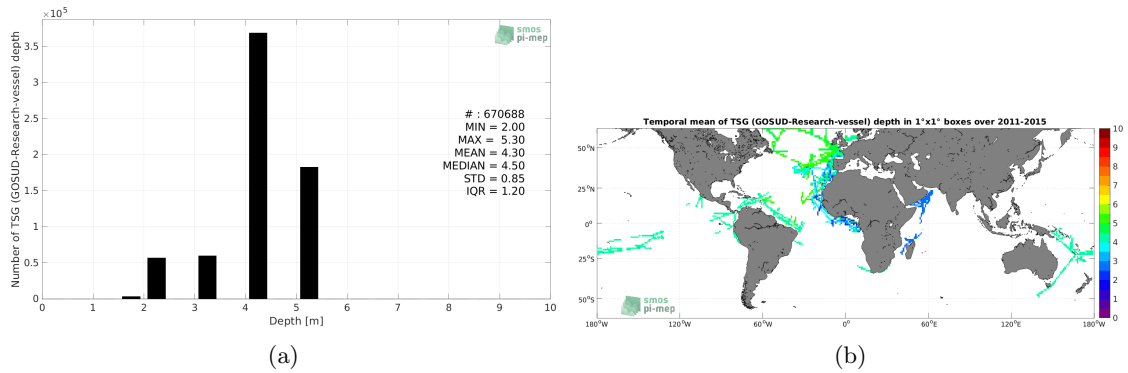 ×10⁵
3.5
3
2.5
2
1.5
1
0.5
0
0 1 2 3 4 5 6 7 8 9 10
Depth [m]
Number of TSG (GOSUD-Research-vessel) depth
smos
pi-mep
# : 670688
MIN = 2.00
MAX = 5.30
MEAN = 4.30
MEDIAN = 4.50
STD = 0.85
IQR = 1.20
(a)
Temporal mean of TSG (GOSUD-Research-vessel) depth in 1°x1° boxes over 2011-2015
50°N
25°N
0°
25°S
50°S
180°W 120°W 60°W 0° 60°E 120°E 180°W
smos
pi-mep
10
9
8
7
6
5
4
3
2
1
0
(b)